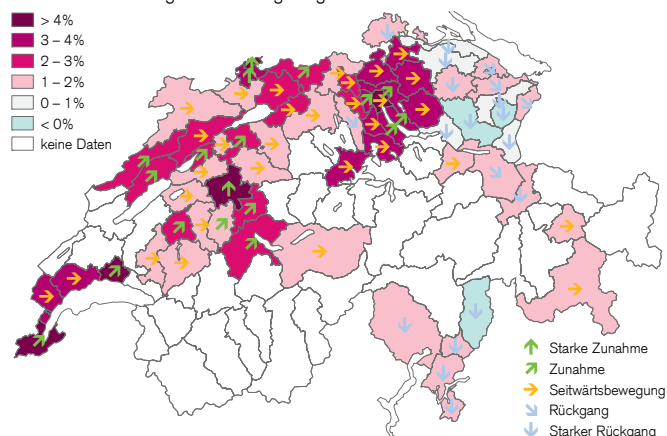 > 4%
3 – 4%
2 – 3%
1 – 2%
0 – 1%
< 0%
keine Daten
Starke Zunahme
Zunahme
Seitwärtsbewegung
Rückgang
Starker Rückgang